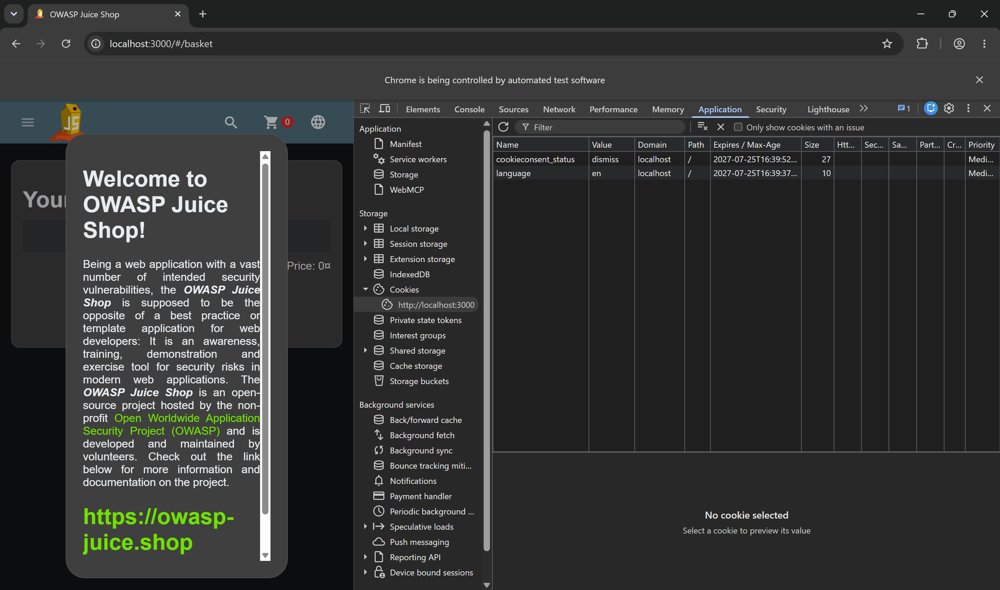 OWASP Juice Shop
localhost:3000/#/basket
Chrome is being controlled by automated test software
JS
0
Your
Price: 0¤
Welcome to
OWASP Juice
Shop!
Being a web application with a vast
number of intended security
vulnerabilities, the OWASP Juice
Shop is supposed to be the
opposite of a best practice or
template application for web
developers: It is an awareness,
training, demonstration and
exercise tool for security risks in
modern web applications. The
OWASP Juice Shop is an open-
source project hosted by the non-
profit Open Worldwide Application
Security Project (OWASP) and is
developed and maintained by
volunteers. Check out the link
below for more information and
documentation on the project.
https://owasp-
juice.shop
Elements Console Sources Network Performance Memory Application Security Lighthouse 1
Application
Manifest
Service workers
Storage
WebMCP
Storage
Local storage
Session storage
Extension storage
IndexedDB
Cookies
http://localhost:3000
Private state tokens
Interest groups
Shared storage
Cache storage
Storage buckets
Background services
Back/forward cache
Background fetch
Background sync
Bounce tracking miti...
Notifications
Payment handler
Periodic background ...
Speculative loads
Push messaging
Reporting API
Device bound sessions
Filter Only show cookies with an issue
Name Value Domain Path Expires / Max-Age Size Htt... Sec... Sa... Part... Cr... Priority
cookieconsent_status dismiss localhost / 2027-07-25T16:39:52... 27 Medi...
language en localhost / 2027-07-25T16:39:37... 10 Medi...
No cookie selected
Select a cookie to preview its value